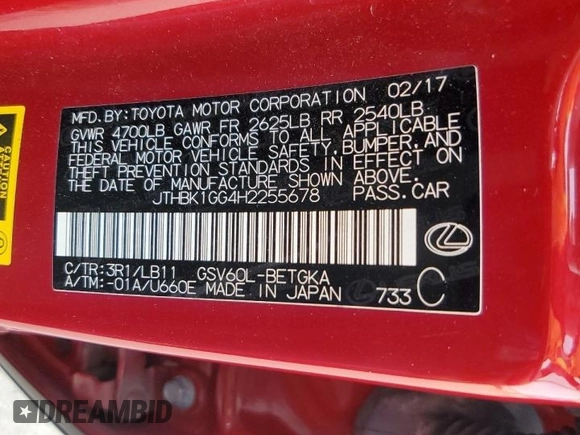 MFD. BY: TOYOTA MOTOR CORPORATION 02/17
GVWR 4700LB GAWR FR 2625LB RR 2540LB
THIS VEHICLE CONFORMS TO ALL APPLICABLE
FEDERAL MOTOR VEHICLE SAFETY, BUMPER, AND
THEFT PREVENTION STANDARDS IN EFFECT ON
THE DATE OF MANUFACTURE SHOWN ABOVE.
JTHBK1GG4H2255678 PASS. CAR
C/TR: 3R1/LB11 GSV60L-BETGKA
A/TM: -01A/U660E MADE IN JAPAN 733 C
CAUTION
DREAMBID